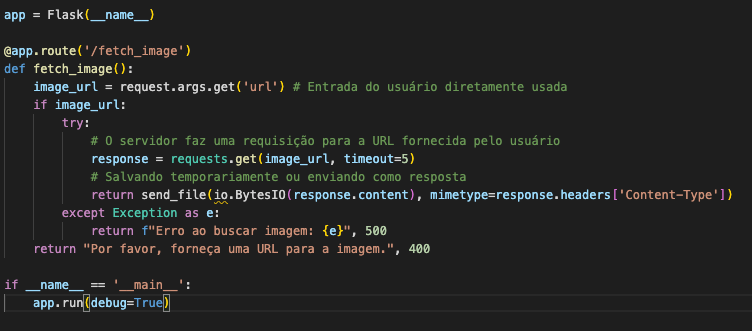 app = Flask(__name__)
@app.route('/fetch_image')
def fetch_image():
    image_url = request.args.get('url') # Entrada do usuário diretamente usada
    if image_url:
        try:
            # O servidor faz uma requisição para a URL fornecida pelo usuário
            response = requests.get(image_url, timeout=5)
            # Salvando temporariamente ou enviando como resposta
            return send_file(io.BytesIO(response.content), mimetype=response.headers['Content-Type'])
        except Exception as e:
            return f"Erro ao buscar imagem: {e}", 500
    return "Por favor, forneça uma URL para a imagem.", 400
if __name__ == '__main__':
    app.run(debug=True)